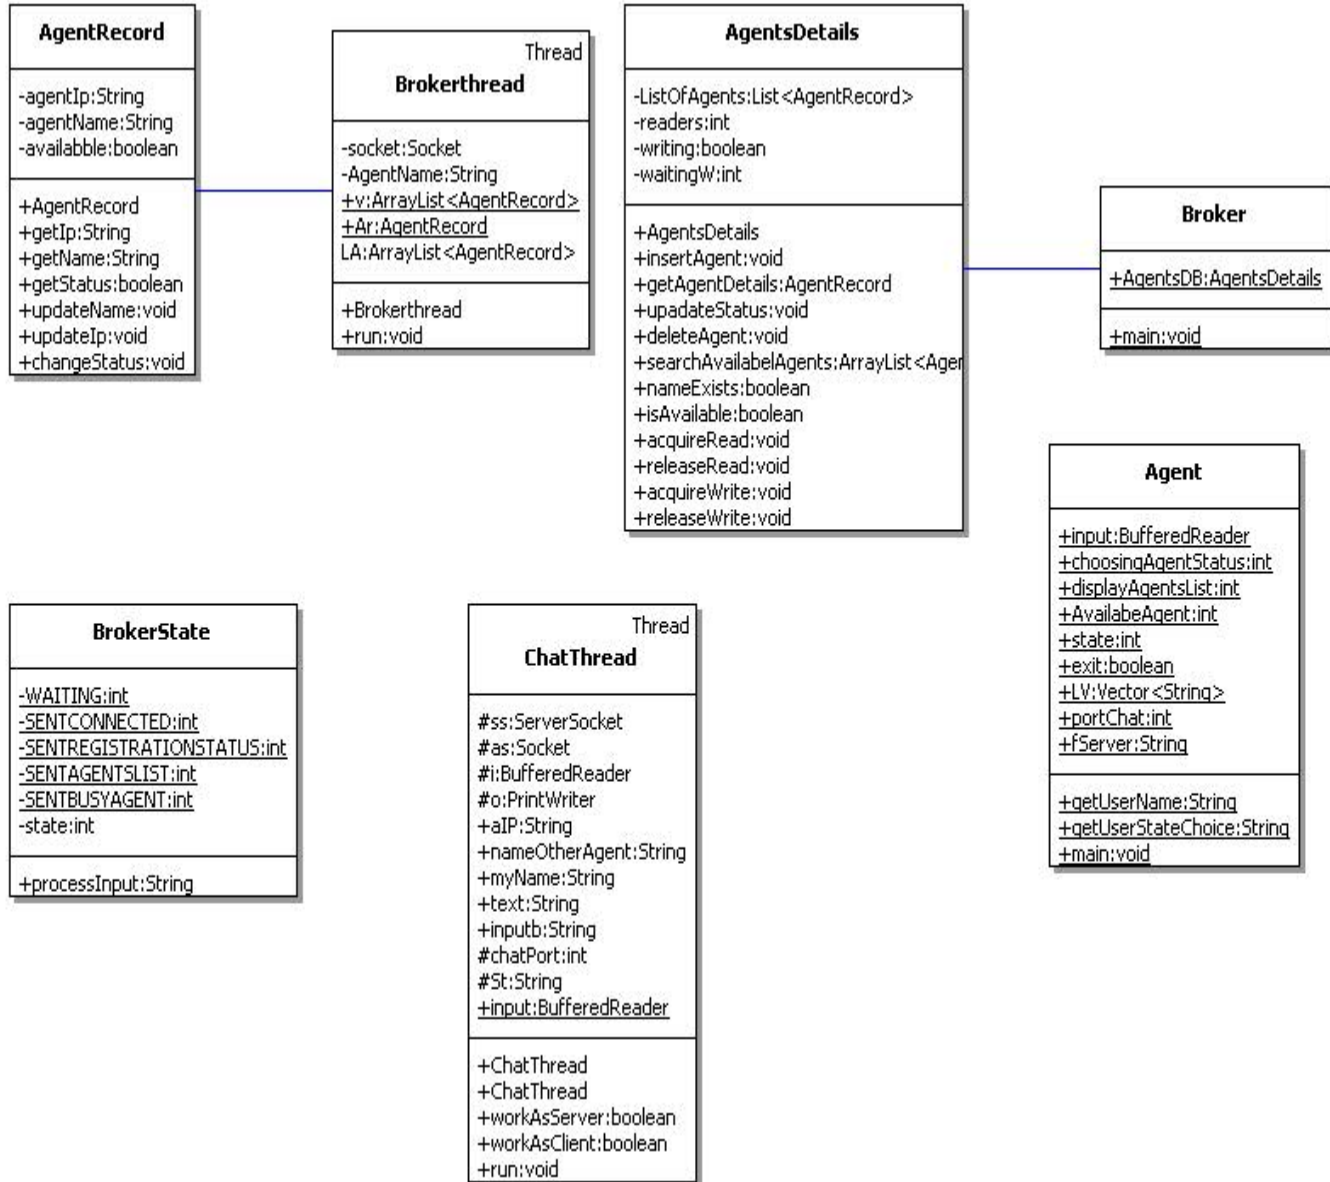 AgentRecord
-agentIp:String
-agentName:String
-availabble:boolean
+AgentRecord
+getIp:String
+getName:String
+getStatus:boolean
+updateName:void
+updateIp:void
+changeStatus:void
Thread
Brokerthread
-socket:Socket
-AgentName:String
+v:ArrayList<AgentRecord>
+Ar:AgentRecord
LA:ArrayList<AgentRecord>
+Brokerthread
+run:void
AgentsDetails
-ListOfAgents:List<AgentRecord>
-readers:int
-writing:boolean
-waitingW:int
+AgentsDetails
+insertAgent:void
+getAgentDetails:AgentRecord
+upadateStatus:void
+deleteAgent:void
+searchAvailabelAgents:ArrayList<Agen
+nameExists:boolean
+isAvailable:boolean
+acquireRead:void
+releaseRead:void
+acquireWrite:void
+releaseWrite:void
Broker
+AgentsDB:AgentsDetails
+main:void
Agent
+input:BufferedReader
+choosingAgentStatus:int
+displayAgentsList:int
+AvailabeAgent:int
+state:int
+exit:boolean
+LV:Vector<String>
+portChat:int
+fServer:String
+getUserName:String
+getUserStateChoice:String
+main:void
BrokerState
-WAITING:int
-SENTCONNECTED:int
-SENTREGISTRATIONSTATUS:int
-SENTAGENTSLIST:int
-SENTBUSYAGENT:int
-state:int
+processInput:String
Thread
ChatThread
#ss:ServerSocket
#as:Socket
#i:BufferedReader
#o:PrintWriter
+aIP:String
+nameOtherAgent:String
+myName:String
+text:String
+inputb:String
#chatPort:int
#St:String
+input:BufferedReader
+ChatThread
+ChatThread
+workAsServer:boolean
+workAsClient:boolean
+run:void